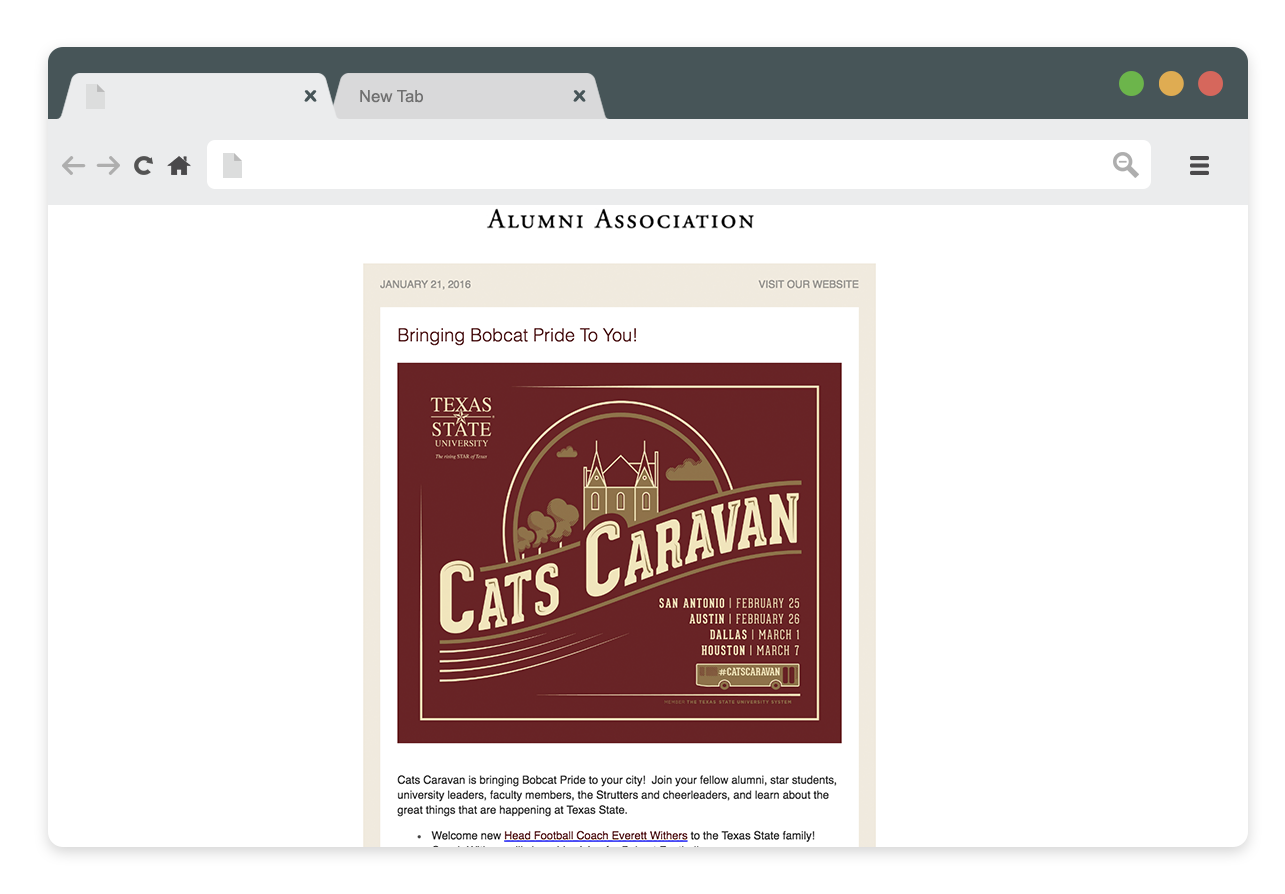 New Tab
ALUMNI ASSOCIATION
JANUARY 21, 2016
VISIT OUR WEBSITE
Bringing Bobcat Pride To You!
TEXAS
STATE
UNIVERSITY
The rising STAR of Texas
CATS CARAVAN
SAN ANTONIO | FEBRUARY 25
AUSTIN | FEBRUARY 26
DALLAS | MARCH 1
HOUSTON | MARCH 7
#CATSCARAVAN
MEMBER THE TEXAS STATE UNIVERSITY SYSTEM
Cats Caravan is bringing Bobcat Pride to your city!  Join your fellow alumni, star students,
university leaders, faculty members, the Strutters and cheerleaders, and learn about the
great things that are happening at Texas State.
• Welcome new Head Football Coach Everett Withers to the Texas State family!